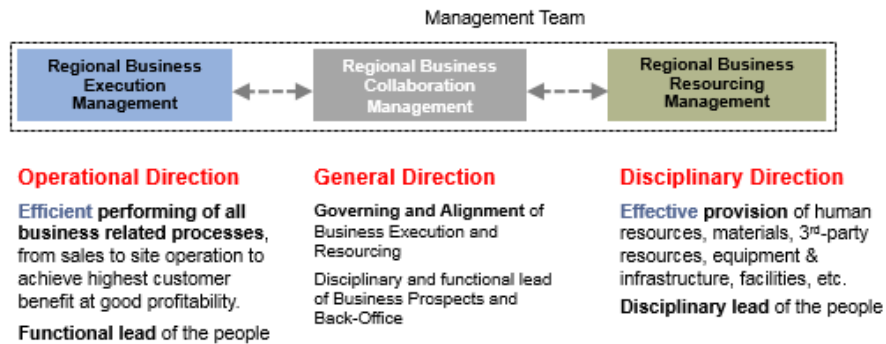 Management Team
Regional Business
Execution
Management
Regional Business
Collaboration
Management
Regional Business
Resourcing
Management
Operational Direction
Efficient performing of all
business related processes,
from sales to site operation to
achieve highest customer
benefit at good profitability.
Functional lead of the people
General Direction
Governing and Alignment of
Business Execution and
Resourcing
Disciplinary and functional lead
of Business Prospects and
Back-Office
Disciplinary Direction
Effective provision of human
resources, materials, 3rd-party
resources, equipment &
infrastructure, facilities, etc.
Disciplinary lead of the people